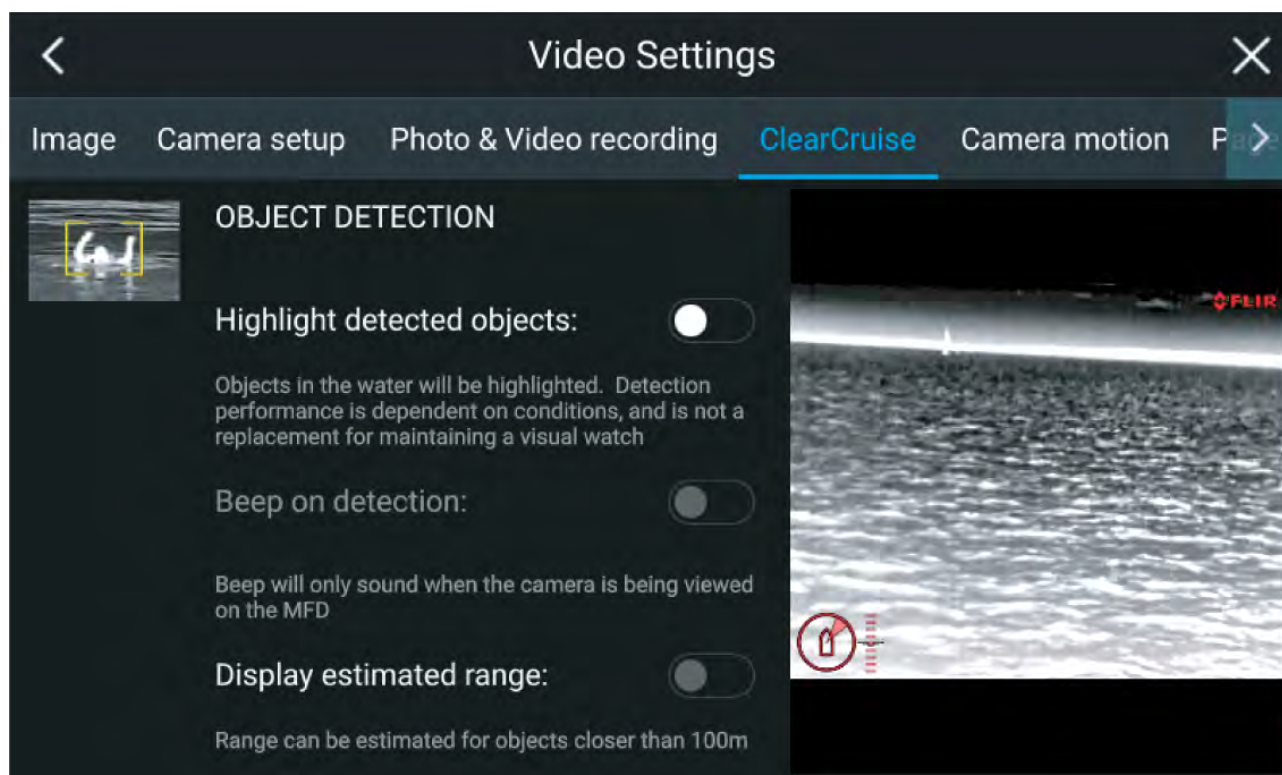 Video Settings
Image Camera setup Photo & Video recording ClearCruise Camera motion
OBJECT DETECTION
FLIR
Highlight detected objects:
Objects in the water will be highlighted. Detection
performance is dependent on conditions, and is not a
replacement for maintaining a visual watch
Beep on detection:
Beep will only sound when the camera is being viewed
on the MFD
Display estimated range:
Range can be estimated for objects closer than 100m